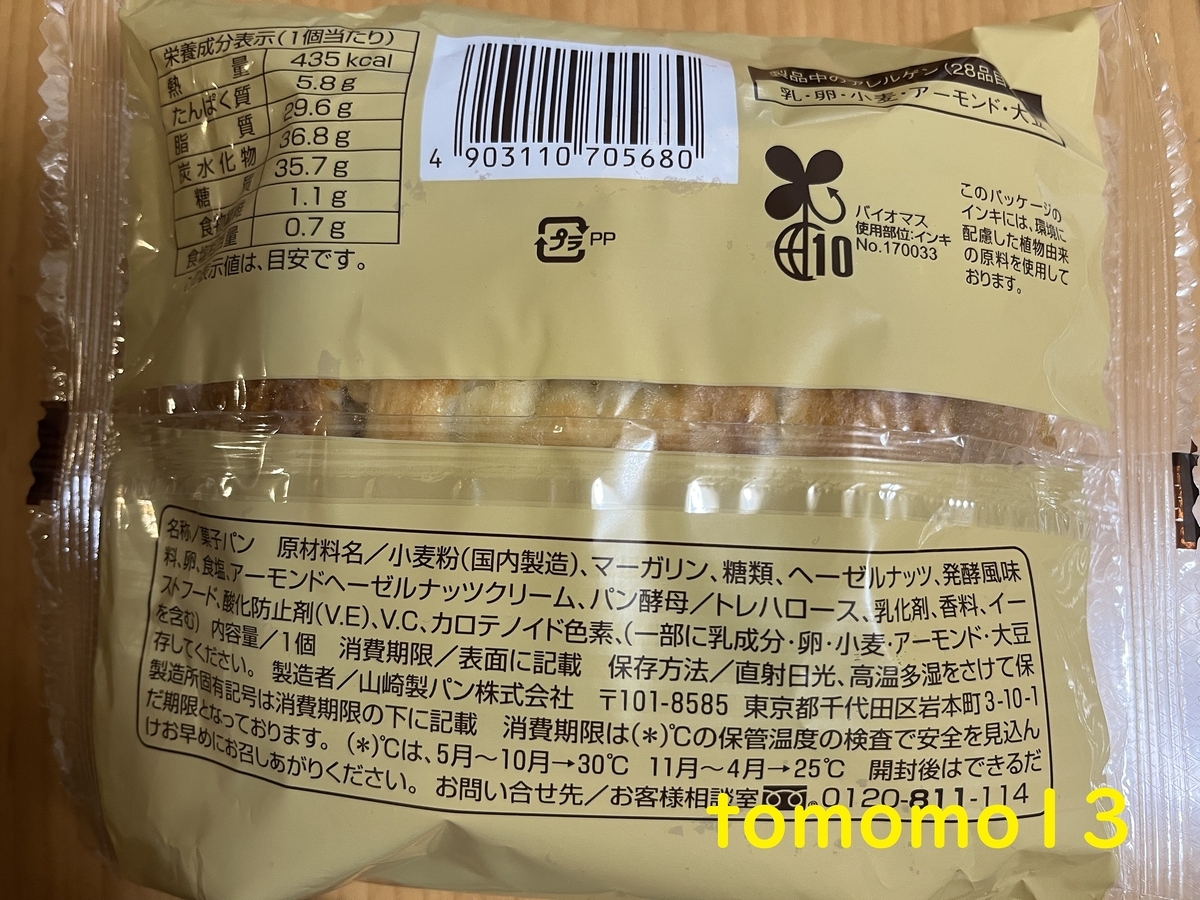 栄養成分表示(1個当たり)
熱量 435 kcal
たんぱく質 5.8 g
脂質 29.6 g
炭水化物 36.8 g
糖質 35.7 g
食物繊維 1.1 g
食塩相当量 0.7 g
表示値は、目安です。
4 903110 705680
プラ PP
製品中のアレルゲン(28品目
乳・卵・小麦・アーモンド・大豆
10
バイオマス
使用部位:インキ
No.170033
このパッケージの
インキには、環境に
配慮した植物由来
の原料を使用して
おります。
名称/菓子パン 原材料名/小麦粉(国内製造)、マーガリン、糖類、ヘーゼルナッツ、発酵風味
料、卵、食塩、アーモンドヘーゼルナッツクリーム、パン酵母/トレハロース、乳化剤、香料、イー
ストフード、酸化防止剤(V.E)、V.C、カロテノイド色素、(一部に乳成分・卵・小麦・アーモンド・大豆
を含む) 内容量/1個 消費期限/表面に記載 保存方法/直射日光、高温多湿をさけて保
存してください。 製造者/山崎製パン株式会社 〒101-8585 東京都千代田区岩本町3-10-1
製造所固有記号は消費期限の下に記載 消費期限は(*)℃の保管温度の検査で安全を見込ん
だ期限となっております。 (*)℃は、5月~10月→30℃ 11月~4月→25℃ 開封後はできるだ
けお早めにお召しあがりください。 お問い合せ先/お客様相談室 0120-811-114
tomomo13